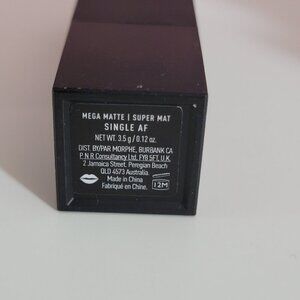 MEGA MATTE | SUPER MAT
SINGLE AF
NET WT. 3.5 g / 0.12 oz.
DIST. BY/PAR MORPHE, BURBANK CA
P N R Consultancy Ltd, FY8 5FT, U.K.
2 Jamaica Street, Peregian Beach
QLD 4573 Australia.
Made in China
Fabriqué en Chine.
12M